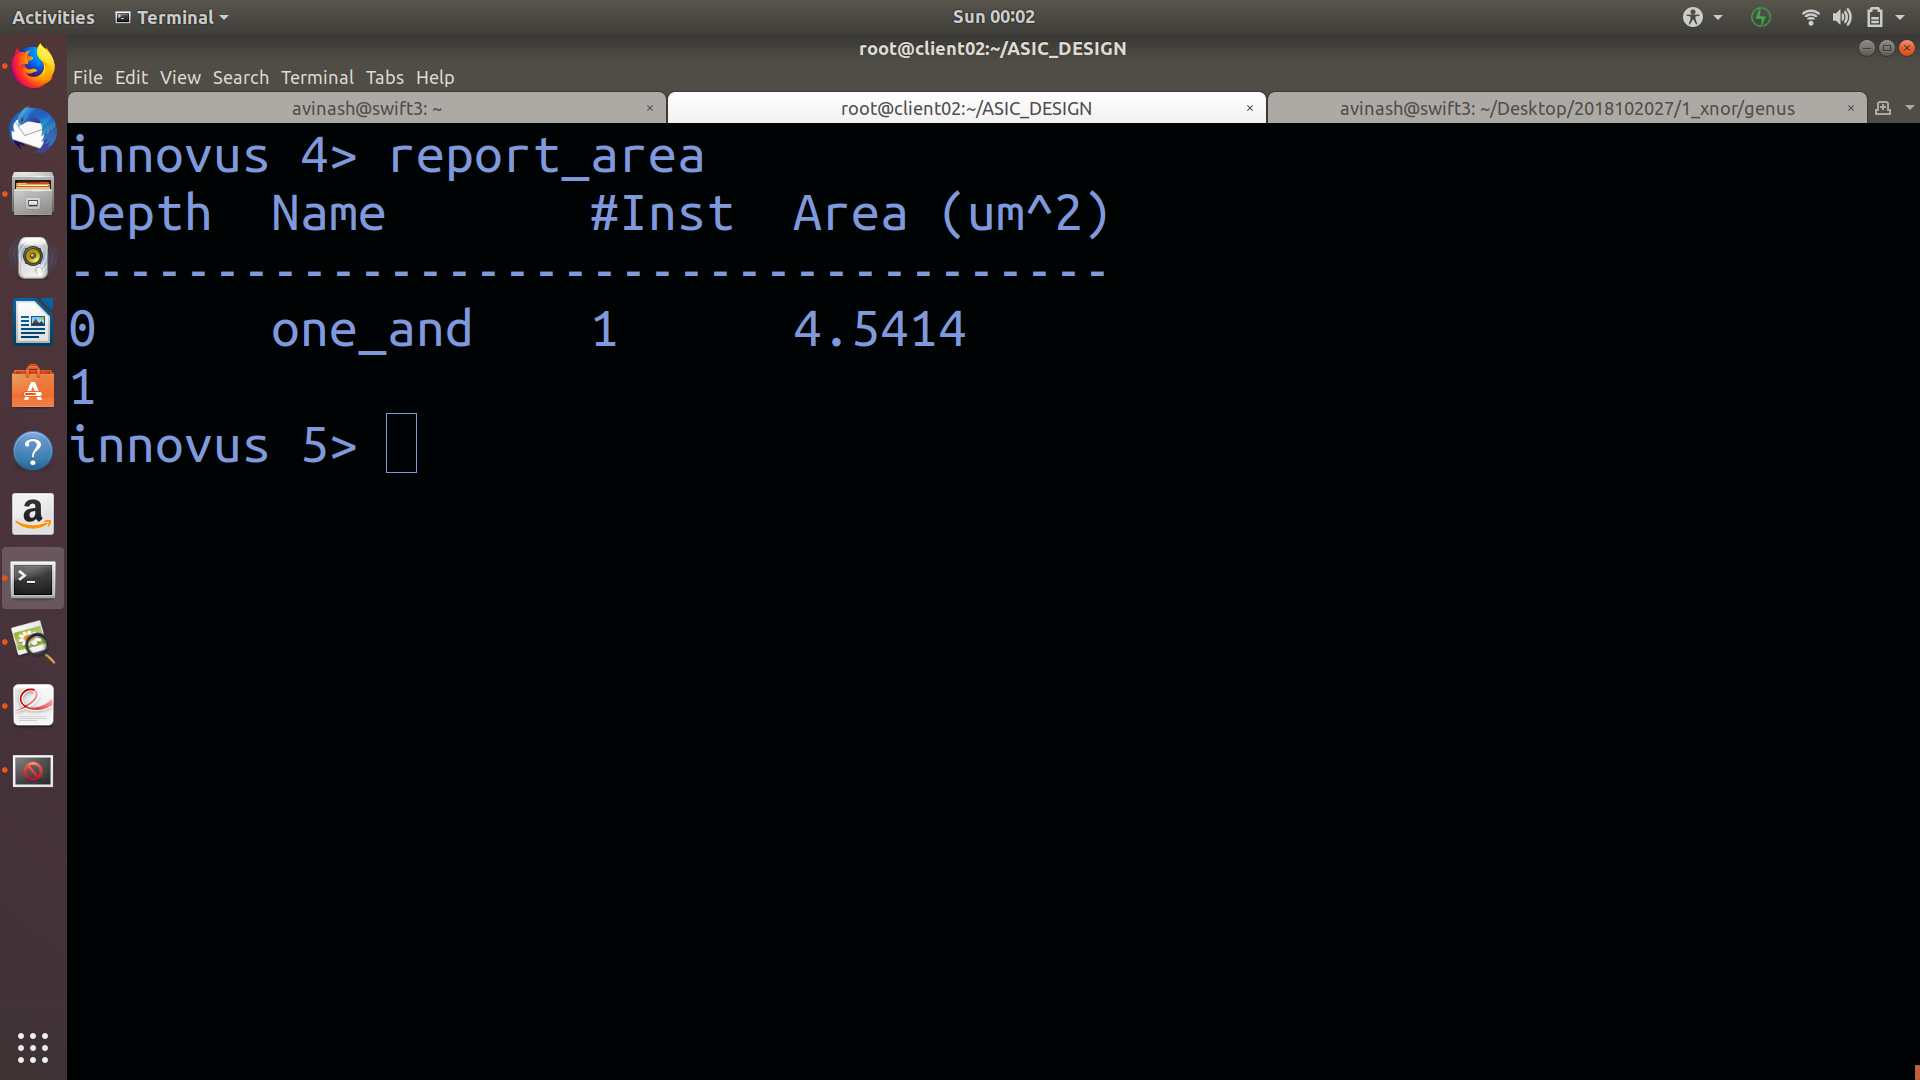 Activities Terminal Sun 00:02
root@client02:~/ASIC_DESIGN
File Edit View Search Terminal Tabs Help
avinash@swift3: ~ × root@client02:~/ASIC_DESIGN × avinash@swift3: ~/Desktop/2018102027/1_xnor/genus ×
innovus 4> report_area
Depth  Name       #Inst  Area (um^2)
------------------------------------
0      one_and    1      4.5414
1
innovus 5>